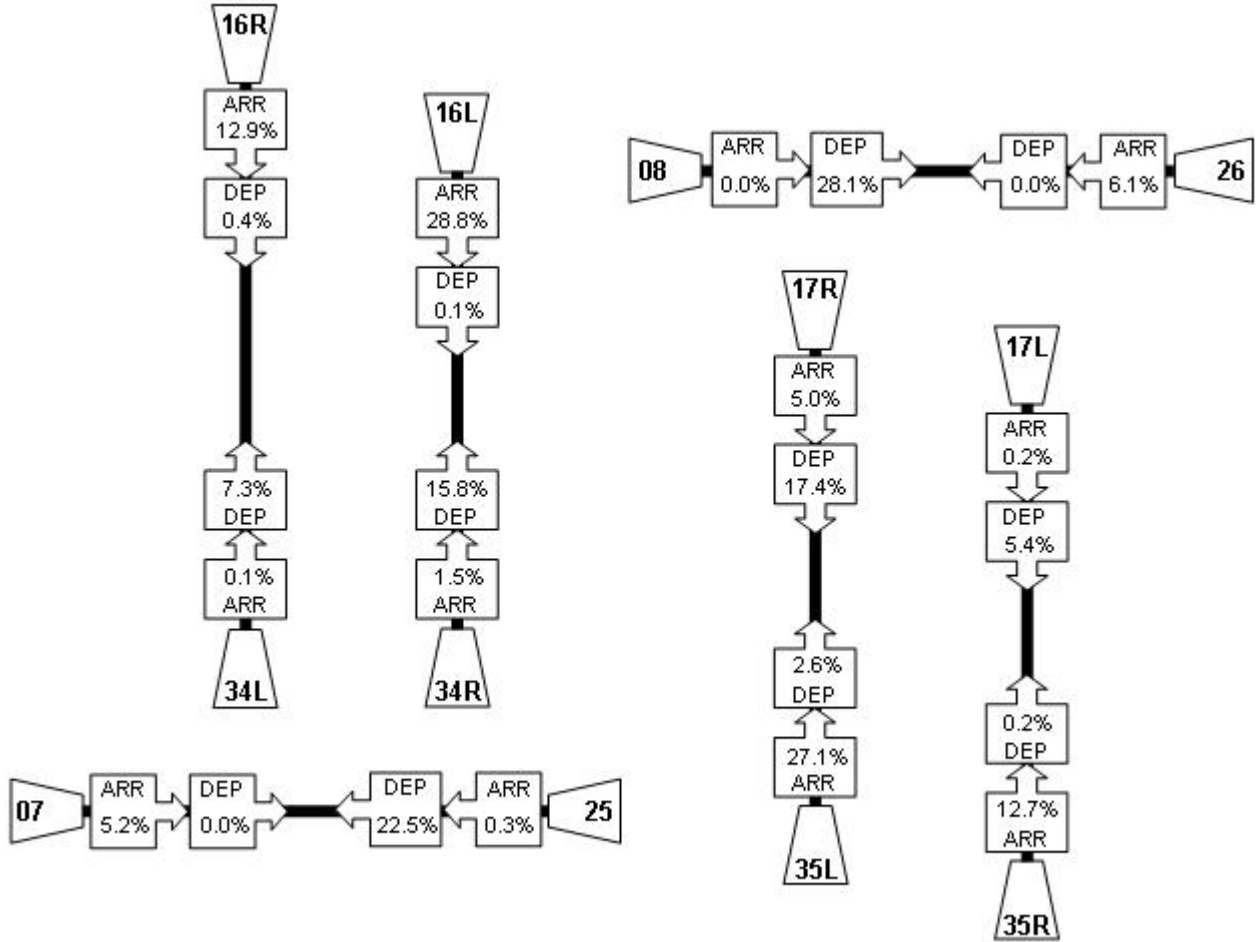 16R
ARR
12.9%
DEP
0.4%
7.3%
DEP
0.1%
ARR
34L
16L
ARR
28.8%
DEP
0.1%
15.8%
DEP
1.5%
ARR
34R
08
ARR
0.0%
DEP
28.1%
DEP
0.0%
ARR
6.1%
26
17R
ARR
5.0%
DEP
17.4%
2.6%
DEP
27.1%
ARR
35L
17L
ARR
0.2%
DEP
5.4%
0.2%
DEP
12.7%
ARR
35R
07
ARR
5.2%
DEP
0.0%
DEP
22.5%
ARR
0.3%
25